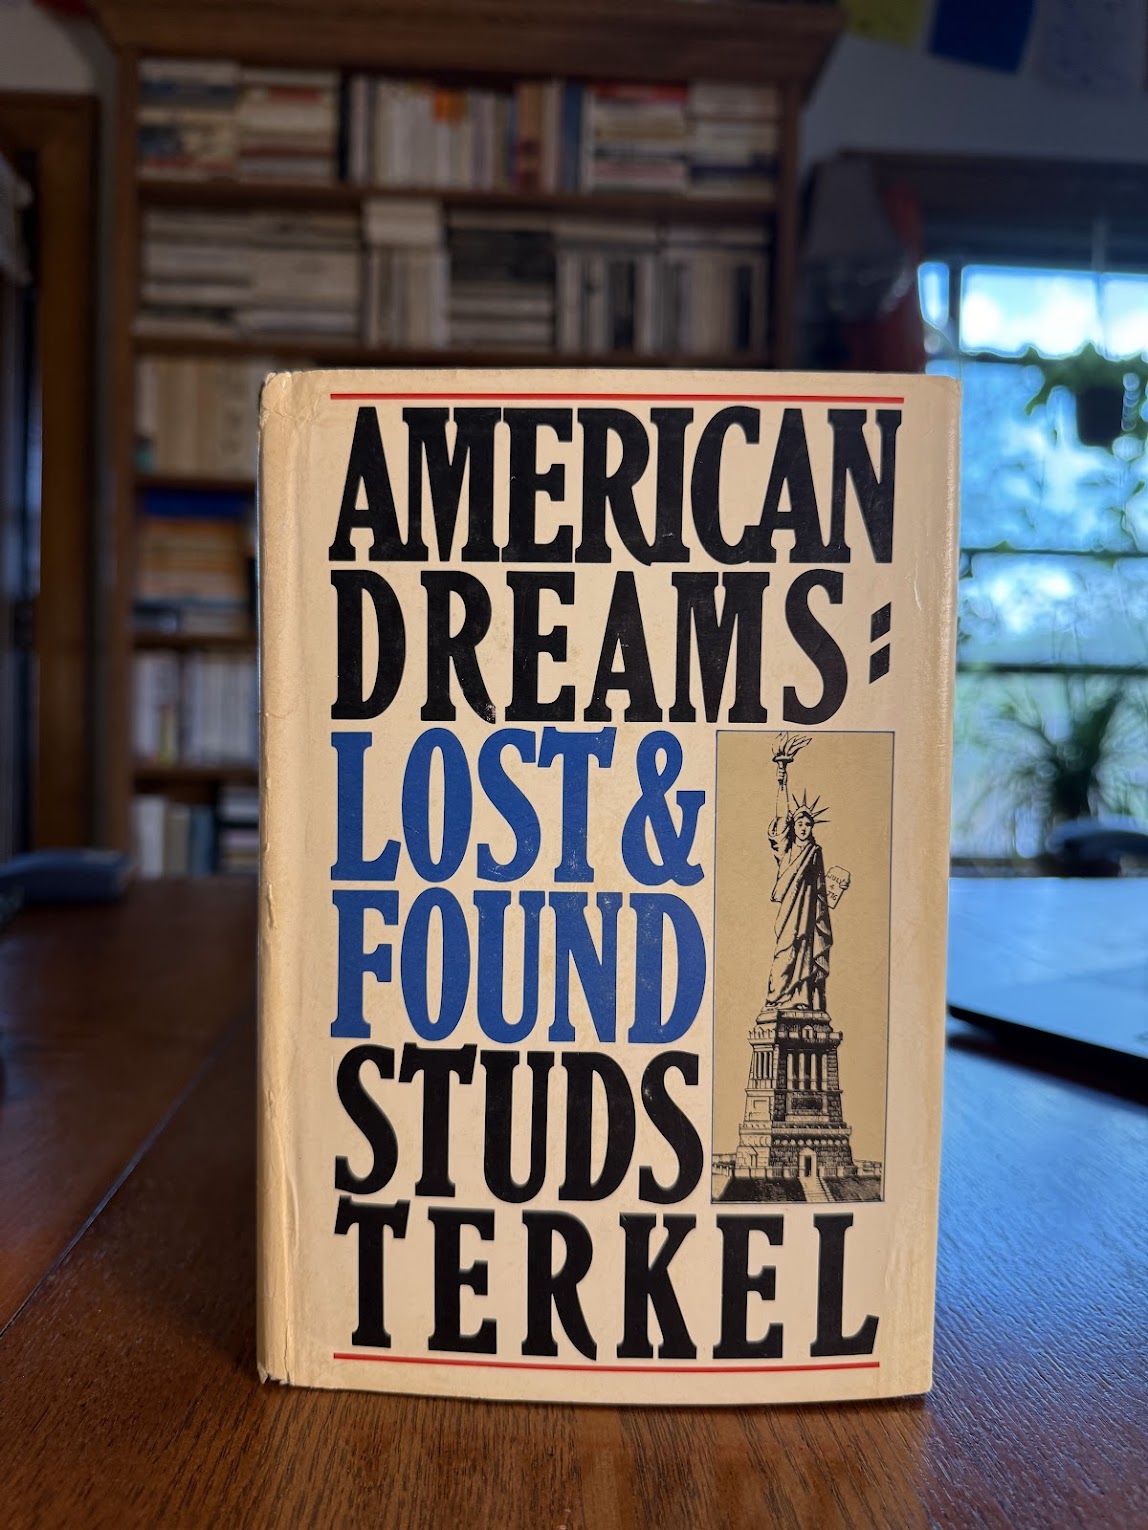 AMERICAN
DREAMS:
LOST &
FOUND
STUDS
TERKEL